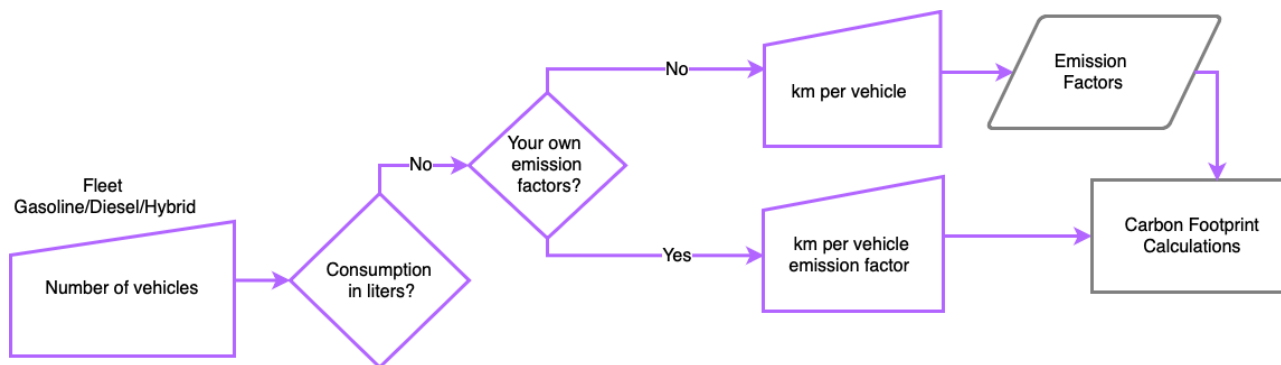 Fleet
Gasoline/Diesel/Hybrid
Number of vehicles
Consumption
in liters?
No
Your own
emission
factors?
No
km per vehicle
Emission
Factors
Yes
km per vehicle
emission factor
Carbon Footprint
Calculations